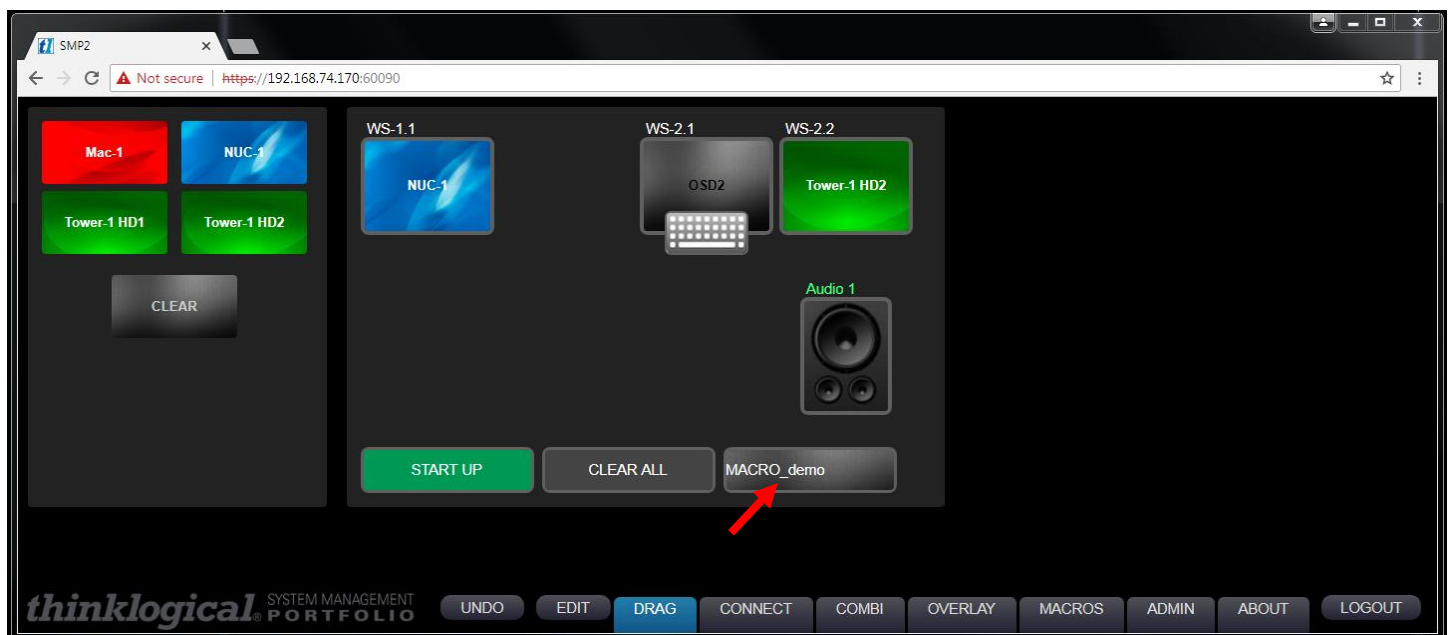 SMP2
Not secure | https://192.168.74.170:60090
Mac-1
NUC-1
Tower-1 HD1
Tower-1 HD2
CLEAR
WS-1.1
WS-2.1
WS-2.2
NUC-1
OSD2
Tower-1 HD2
Audio 1
START UP
CLEAR ALL
MACRO_demo
thinklogical® SYSTEM MANAGEMENT
PORTFOLIO
UNDO
EDIT
DRAG
CONNECT
COMBI
OVERLAY
MACROS
ADMIN
ABOUT
LOGOUT